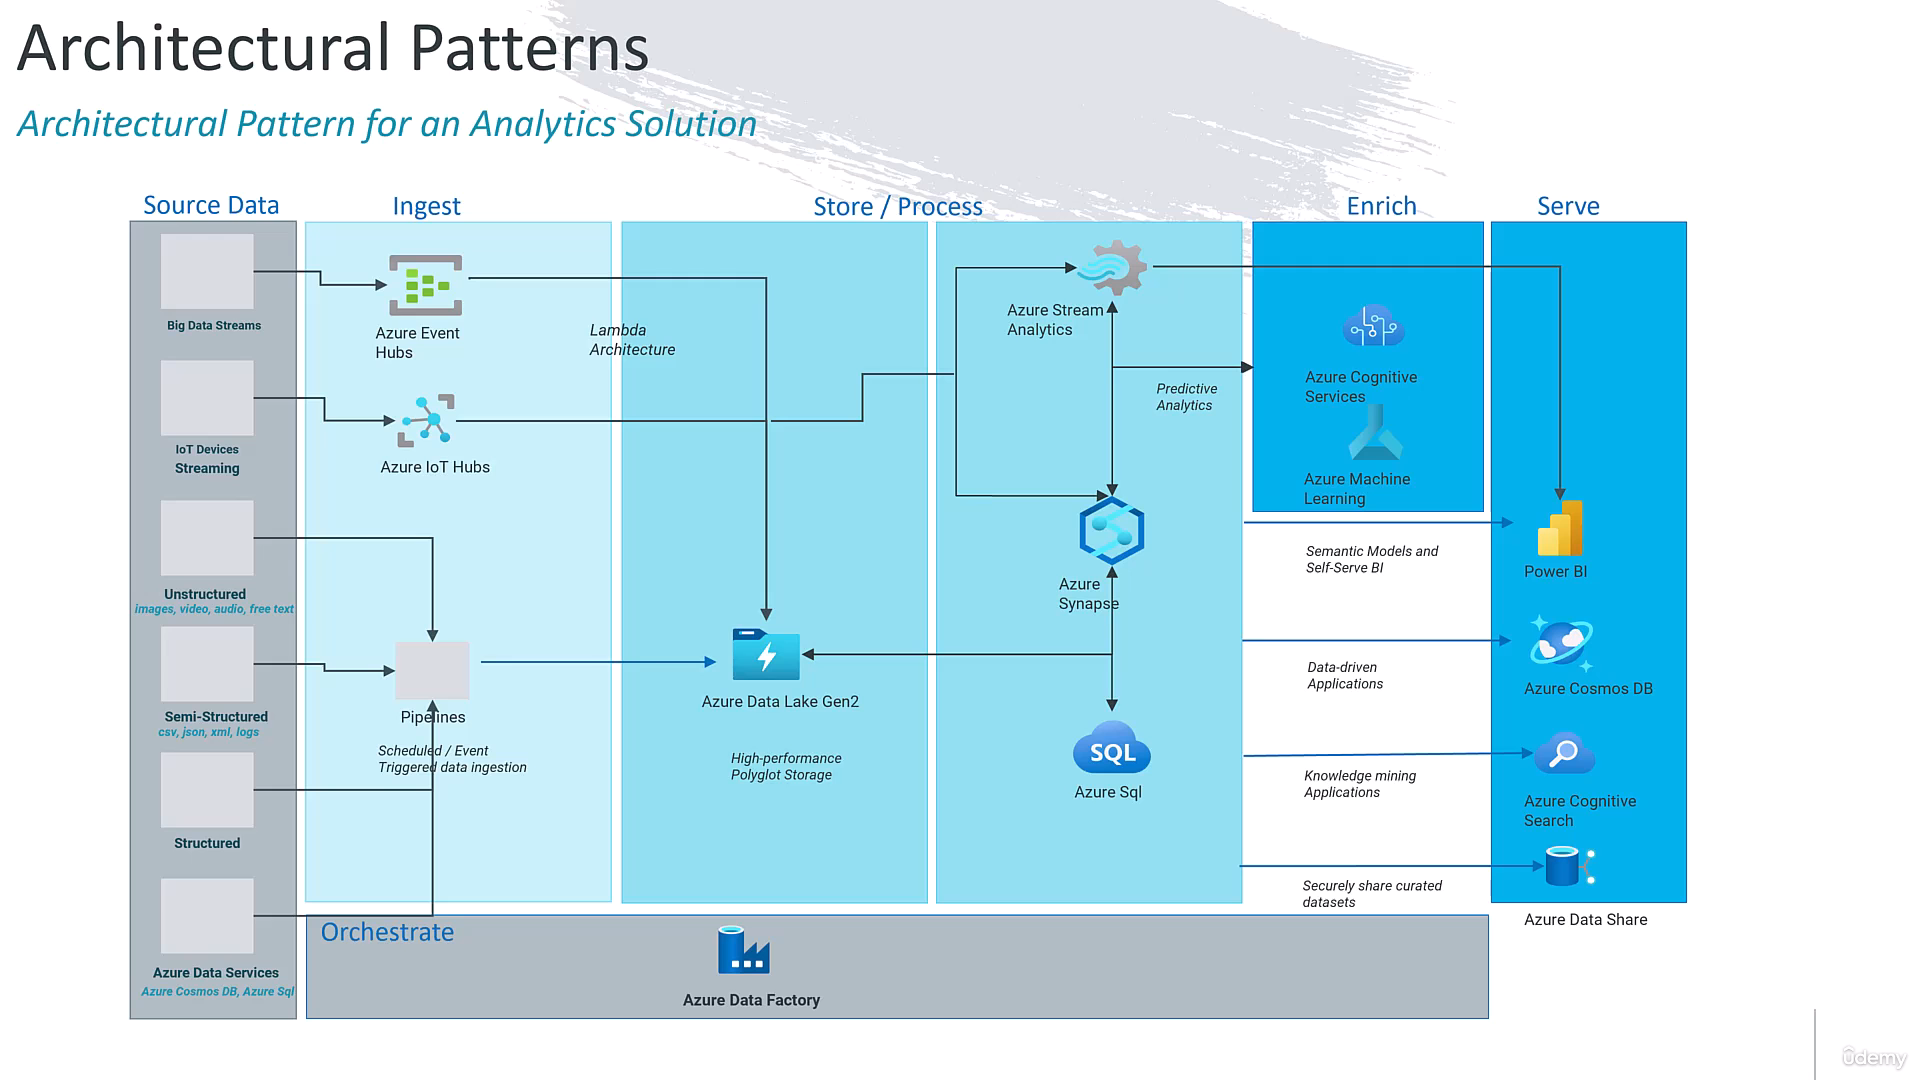 Architectural Patterns
Architectural Pattern for an Analytics Solution
Source Data
Ingest
Store / Process
Enrich
Serve
Big Data Streams
IoT Devices
Streaming
Unstructured
images, video, audio, free text
Semi-Structured
csv, json, xml, logs
Structured
Azure Data Services
Azure Cosmos DB, Azure Sql
Azure Event
Hubs
Azure IoT Hubs
Pipelines
Scheduled / Event
Triggered data ingestion
Lambda
Architecture
Azure Data Lake Gen2
High-performance
Polyglot Storage
Azure Stream
Analytics
Predictive
Analytics
Azure
Synapse
SQL
Azure Sql
Azure Cognitive
Services
Azure Machine
Learning
Semantic Models and
Self-Serve BI
Data-driven
Applications
Knowledge mining
Applications
Securely share curated
datasets
Power BI
Azure Cosmos DB
Azure Cognitive
Search
Azure Data Share
Orchestrate
Azure Data Factory
ûdemy